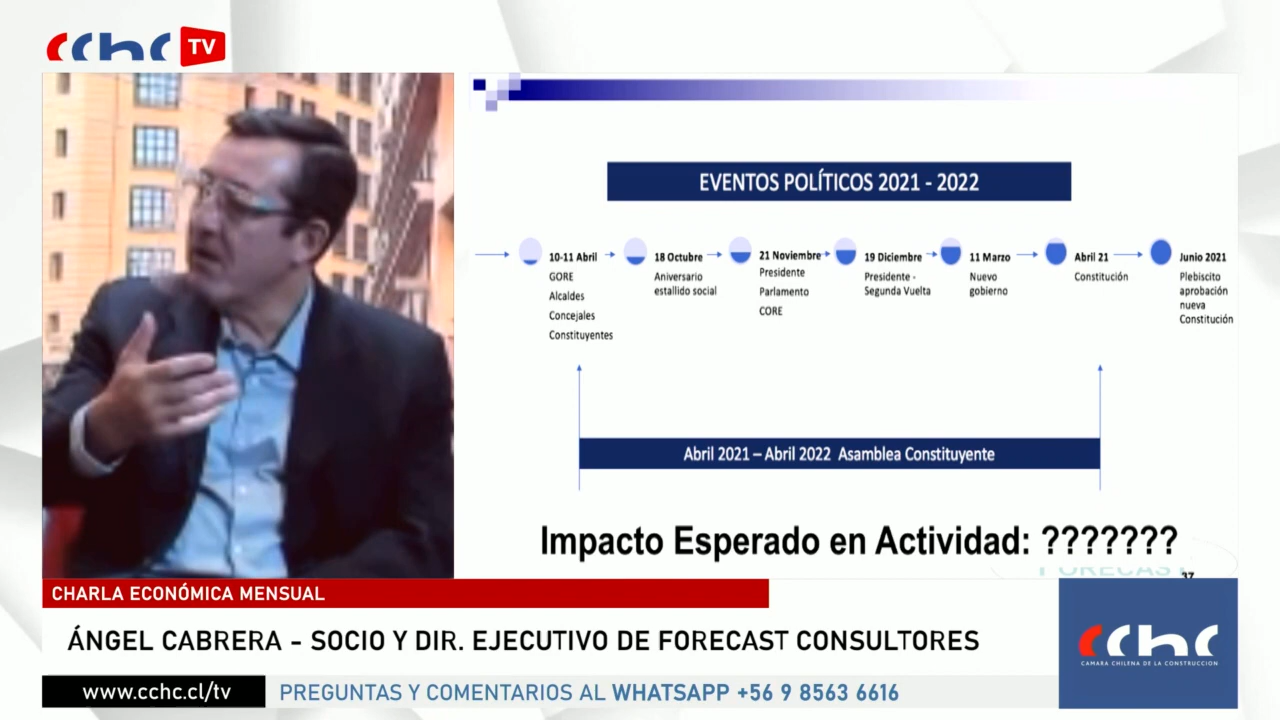 cchc TV
EVENTOS POLÍTICOS 2021 - 2022
10-11 Abril
GORE
Alcaldes
Concejales
Constituyentes
18 Octubre
Aniversario
estallido social
21 Noviembre
Presidente
Parlamento
CORE
19 Diciembre
Presidente -
Segunda Vuelta
11 Marzo
Nuevo
gobierno
Abril 21
Constitución
Junio 2021
Plebiscito
aprobación
nueva
Constitución
Abril 2021 – Abril 2022 Asamblea Constituyente
Impacto Esperado en Actividad: ???????
FORECAST
37
CHARLA ECONÓMICA MENSUAL
ÁNGEL CABRERA - SOCIO Y DIR. EJECUTIVO DE FORECAST CONSULTORES
cchc
CAMARA CHILENA DE LA CONSTRUCCION
www.cchc.cl/tv
PREGUNTAS Y COMENTARIOS AL WHATSAPP +56 9 8563 6616